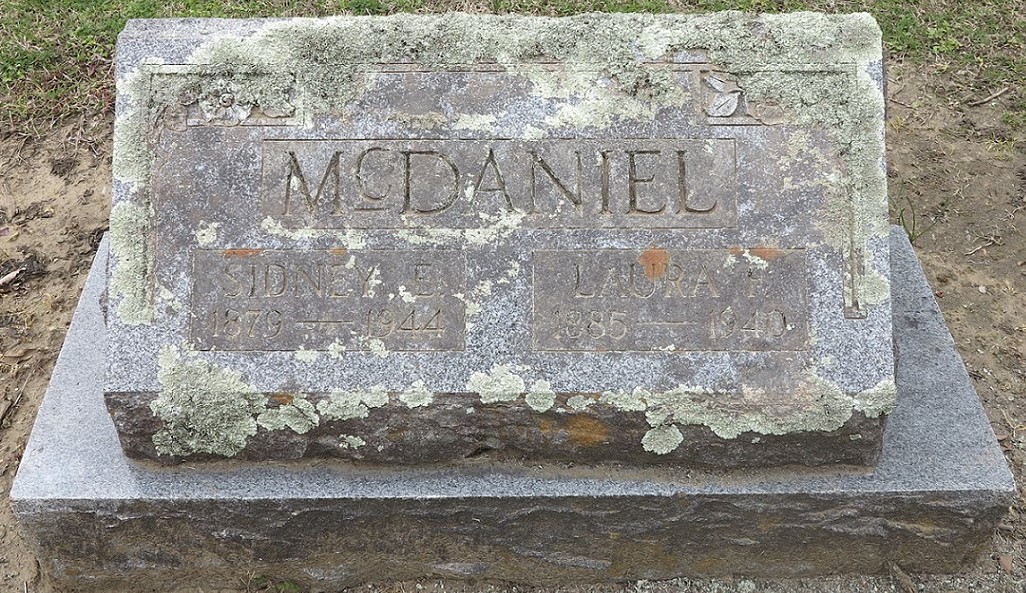 McDANIEL
SIDNEY E.
1879 — 1944
LAURA F.
1885 — 1940